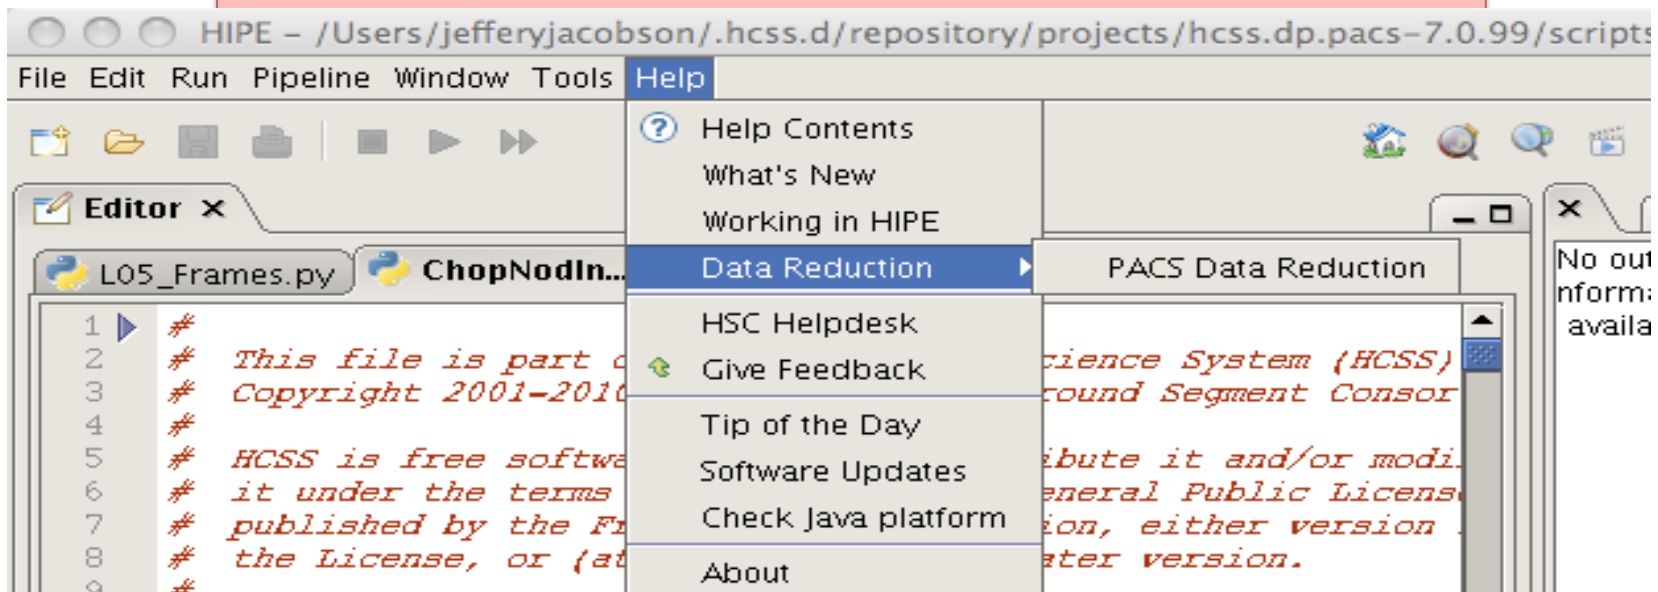 HIPE – /Users/jefferyjacobson/.hcss.d/repository/projects/hcss.dp.pacs-7.0.99/scripts
File Edit Run Pipeline Window Tools Help
Help Contents
What's New
Working in HIPE
Data Reduction
PACS Data Reduction
HSC Helpdesk
Give Feedback
Tip of the Day
Software Updates
Check Java platform
About
Editor
L05_Frames.py ChopNodIn...
1 #
2 # This file is part cience System (HCSS)
3 # Copyright 2001-2010 round Segment Consor
4 #
5 # HCSS is free softwa ibute it and/or modi
6 # it under the terms eneral Public Licens
7 # published by the Fr ion, either version
8 # the License, or (at ater version.
9 #
No out
nforma
availa